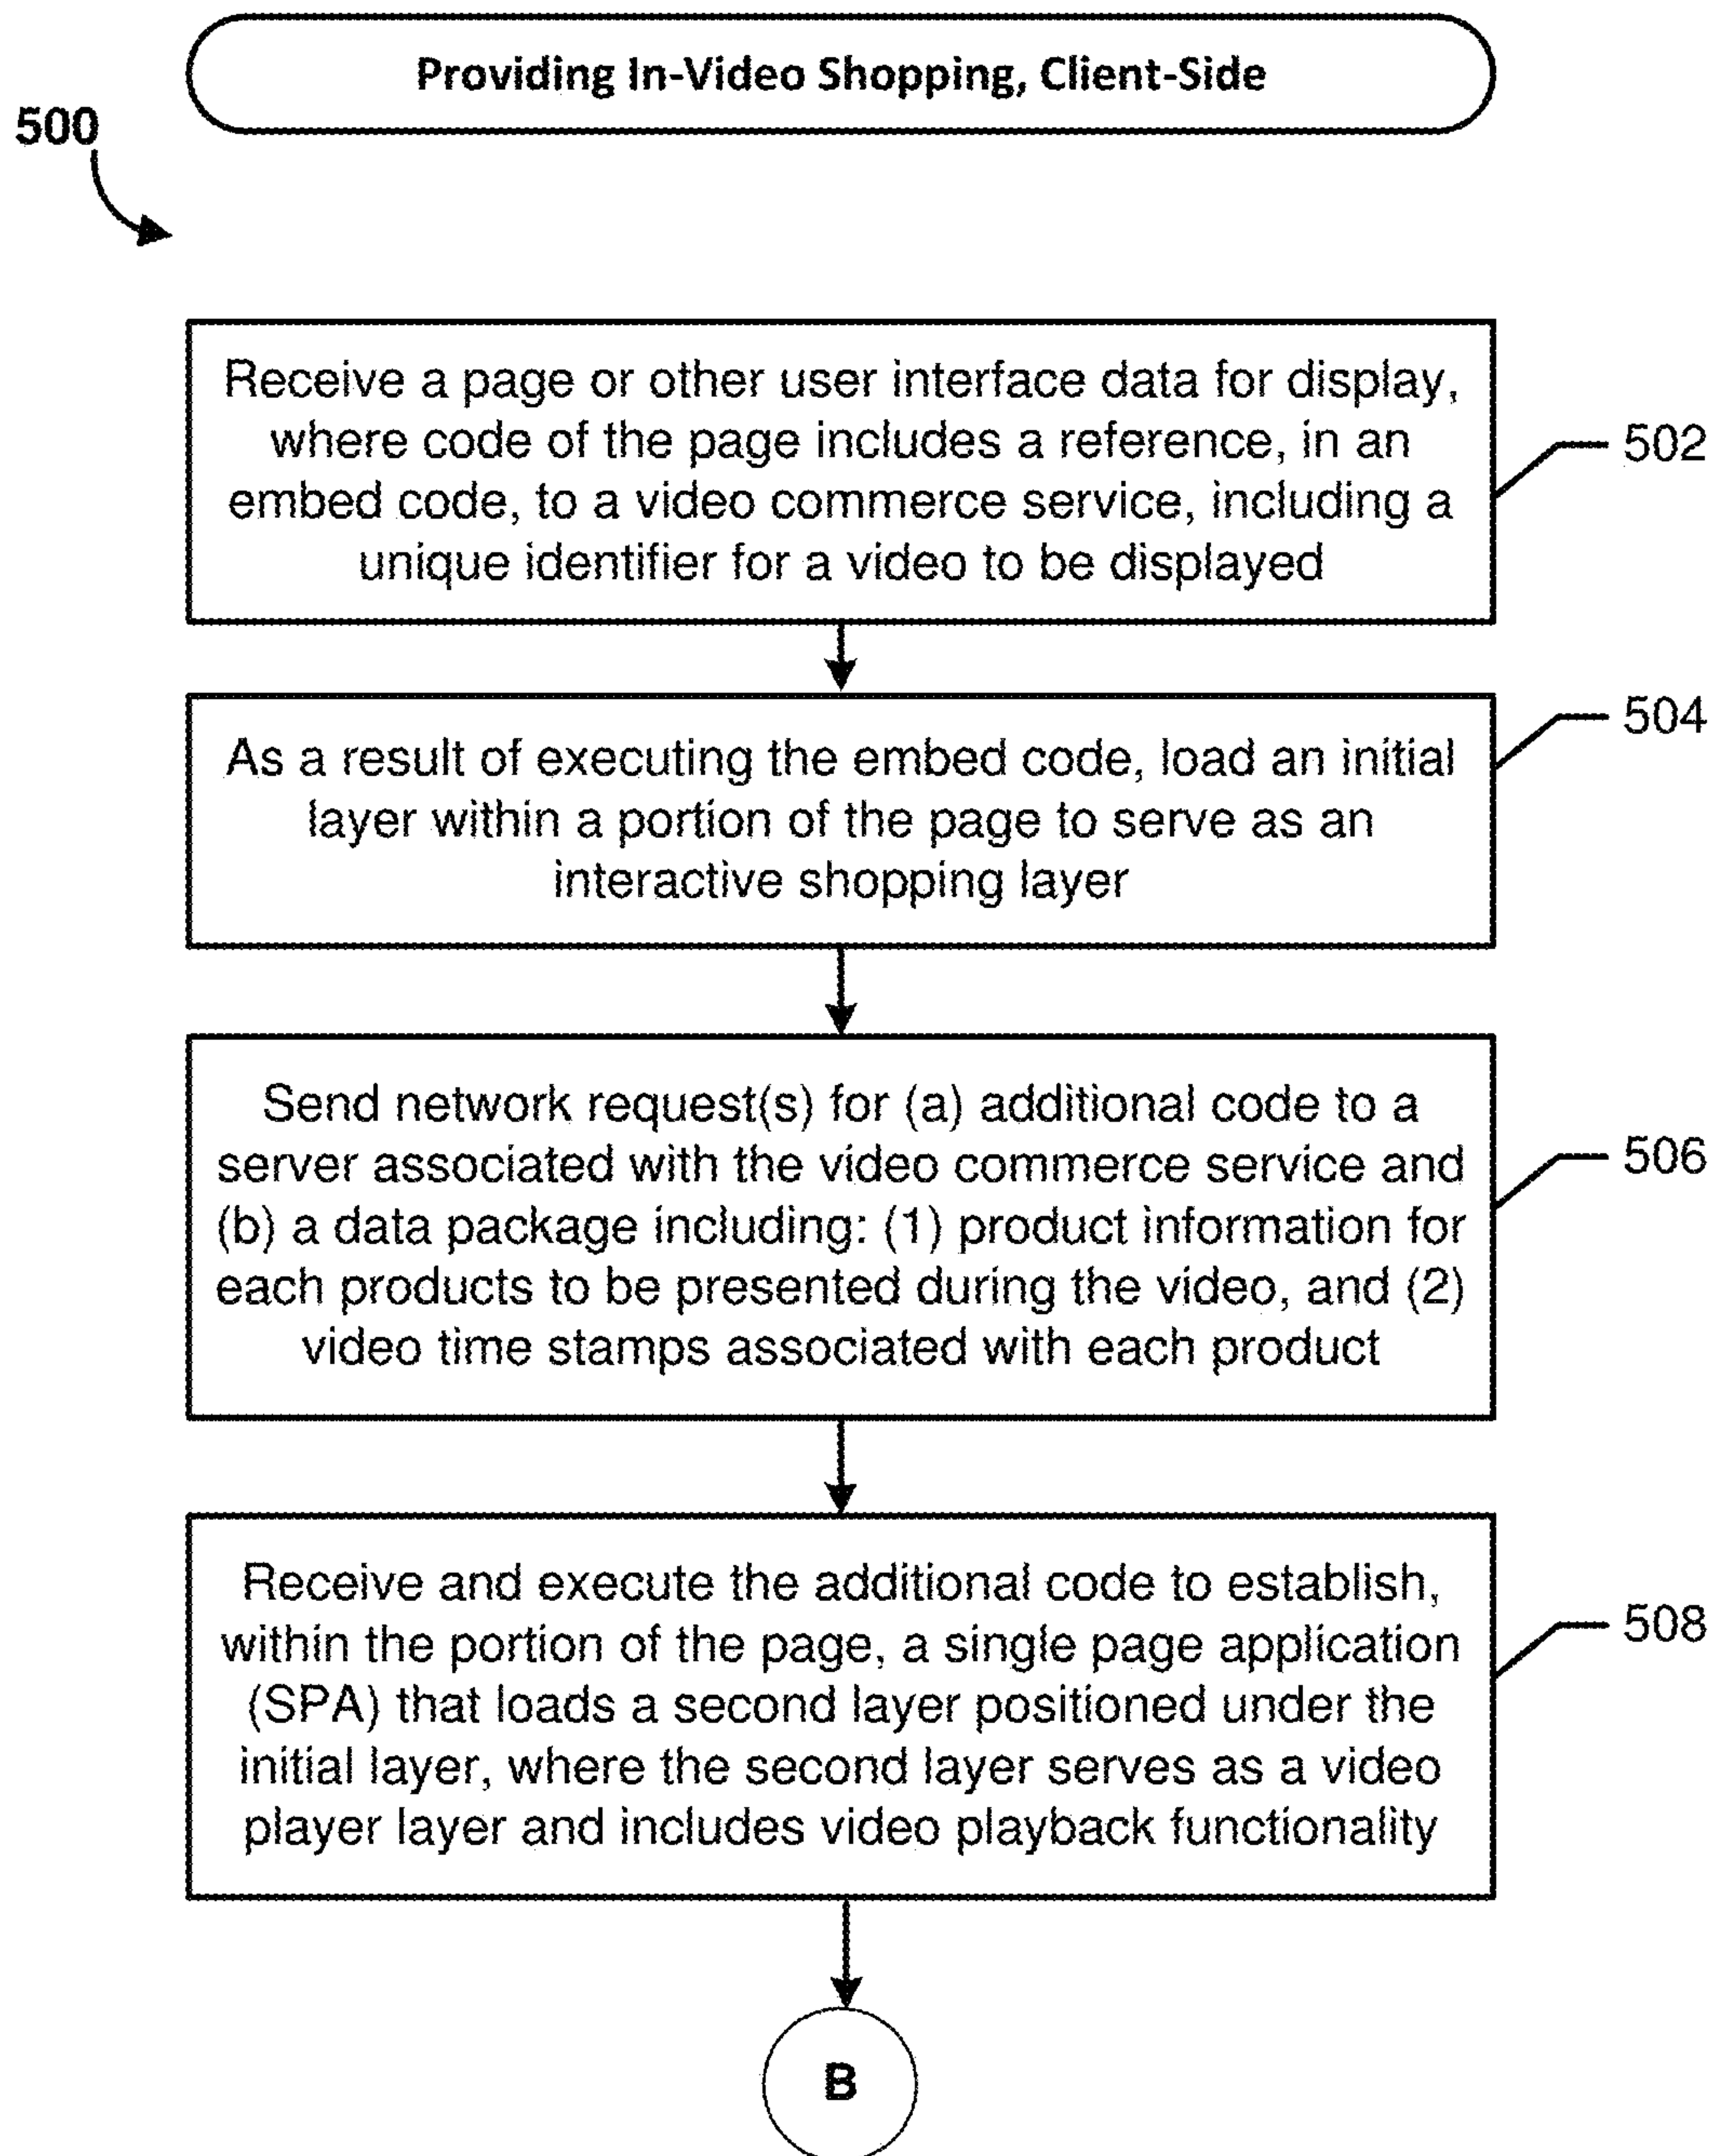 Providing In-Video Shopping, Client-Side
500
Receive a page or other user interface data for display,
where code of the page includes a reference, in an
embed code, to a video commerce service, including a
unique identifier for a video to be displayed
502
As a result of executing the embed code, load an initial
layer within a portion of the page to serve as an
interactive shopping layer
504
Send network request(s) for (a) additional code to a
server associated with the video commerce service and
(b) a data package including: (1) product information for
each products to be presented during the video, and (2)
video time stamps associated with each product
506
Receive and execute the additional code to establish,
within the portion of the page, a single page application
(SPA) that loads a second layer positioned under the
initial layer, where the second layer serves as a video
player layer and includes video playback functionality
508
B